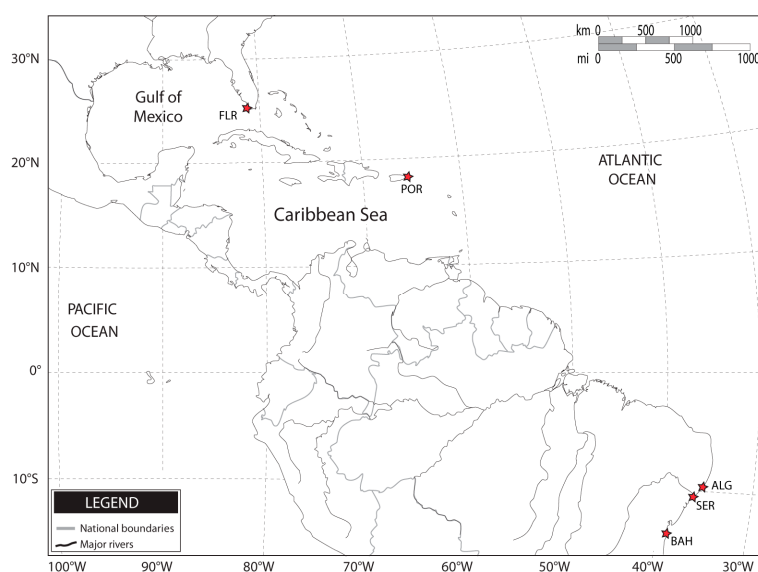 km 0 500 1000
mi 0 500 1000
30°N
Gulf of
Mexico
FLR
20°N
ATLANTIC
OCEAN
POR
Caribbean Sea
10°N
PACIFIC
OCEAN
0°
10°S
ALG
SER
BAH
LEGEND
National boundaries
Major rivers
100°W 90°W 80°W 70°W 60°W 50°W 40°W 30°W